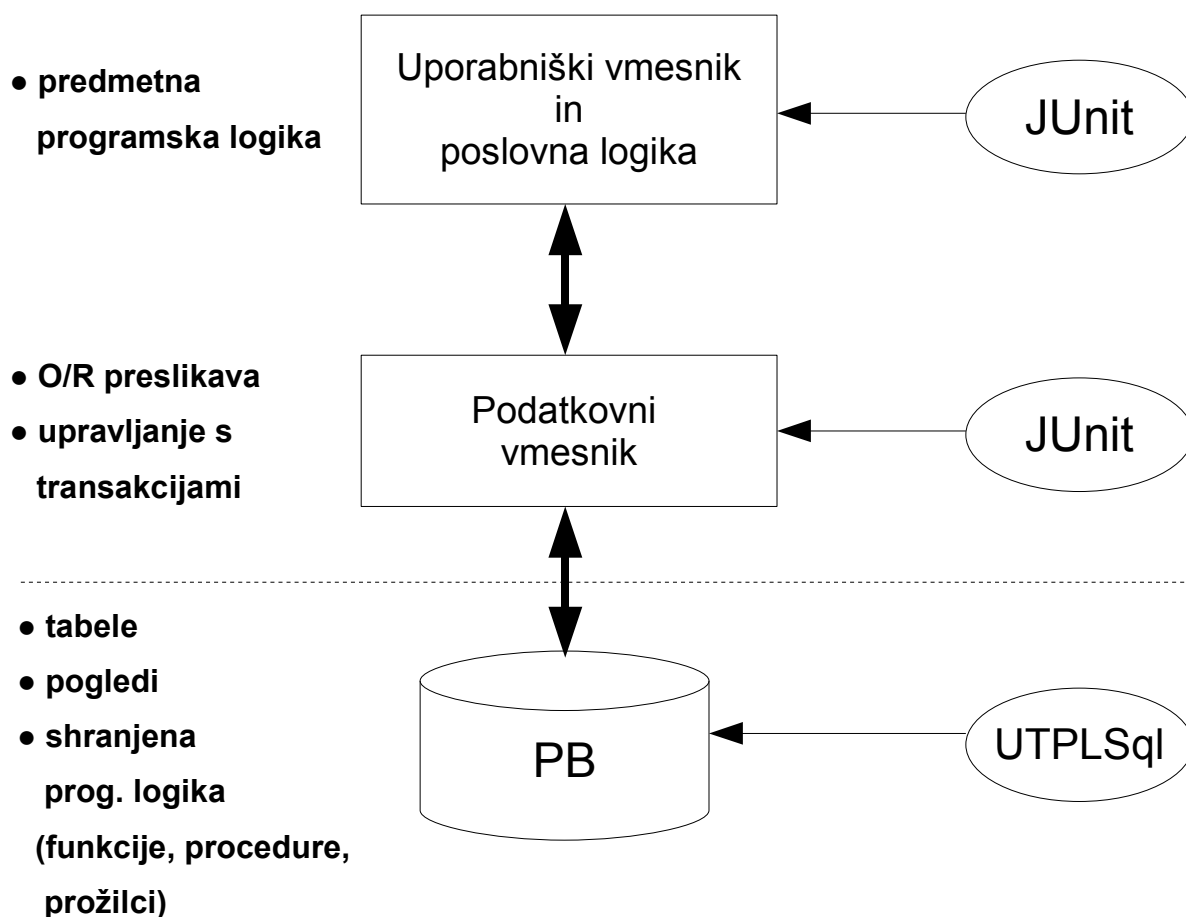 ● predmetna
programska logika
Uporabniški vmesnik
in
poslovna logika
JUnit
● O/R preslikava
● upravljanje s
transakcijami
Podatkovni
vmesnik
JUnit
● tabele
● pogledi
● shranjena
prog. logika
(funkcije, procedure,
prožilci)
PB
UTPLSql